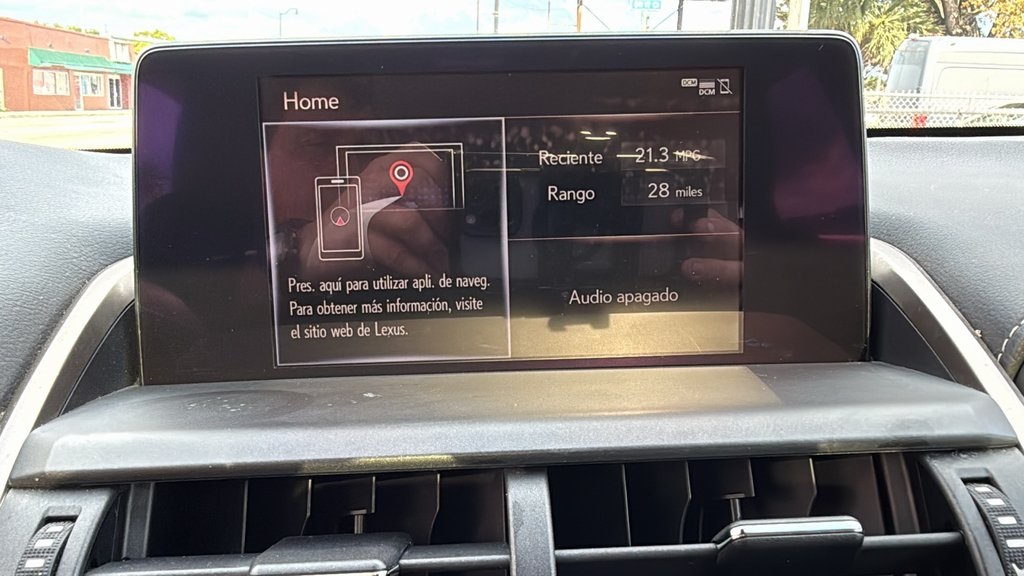 Home
DCM
DCM
Reciente 21.3 MPG
Rango 28 miles
Pres. aquí para utilizar apli. de naveg.
Para obtener más información, visite
el sitio web de Lexus.
Audio apagado